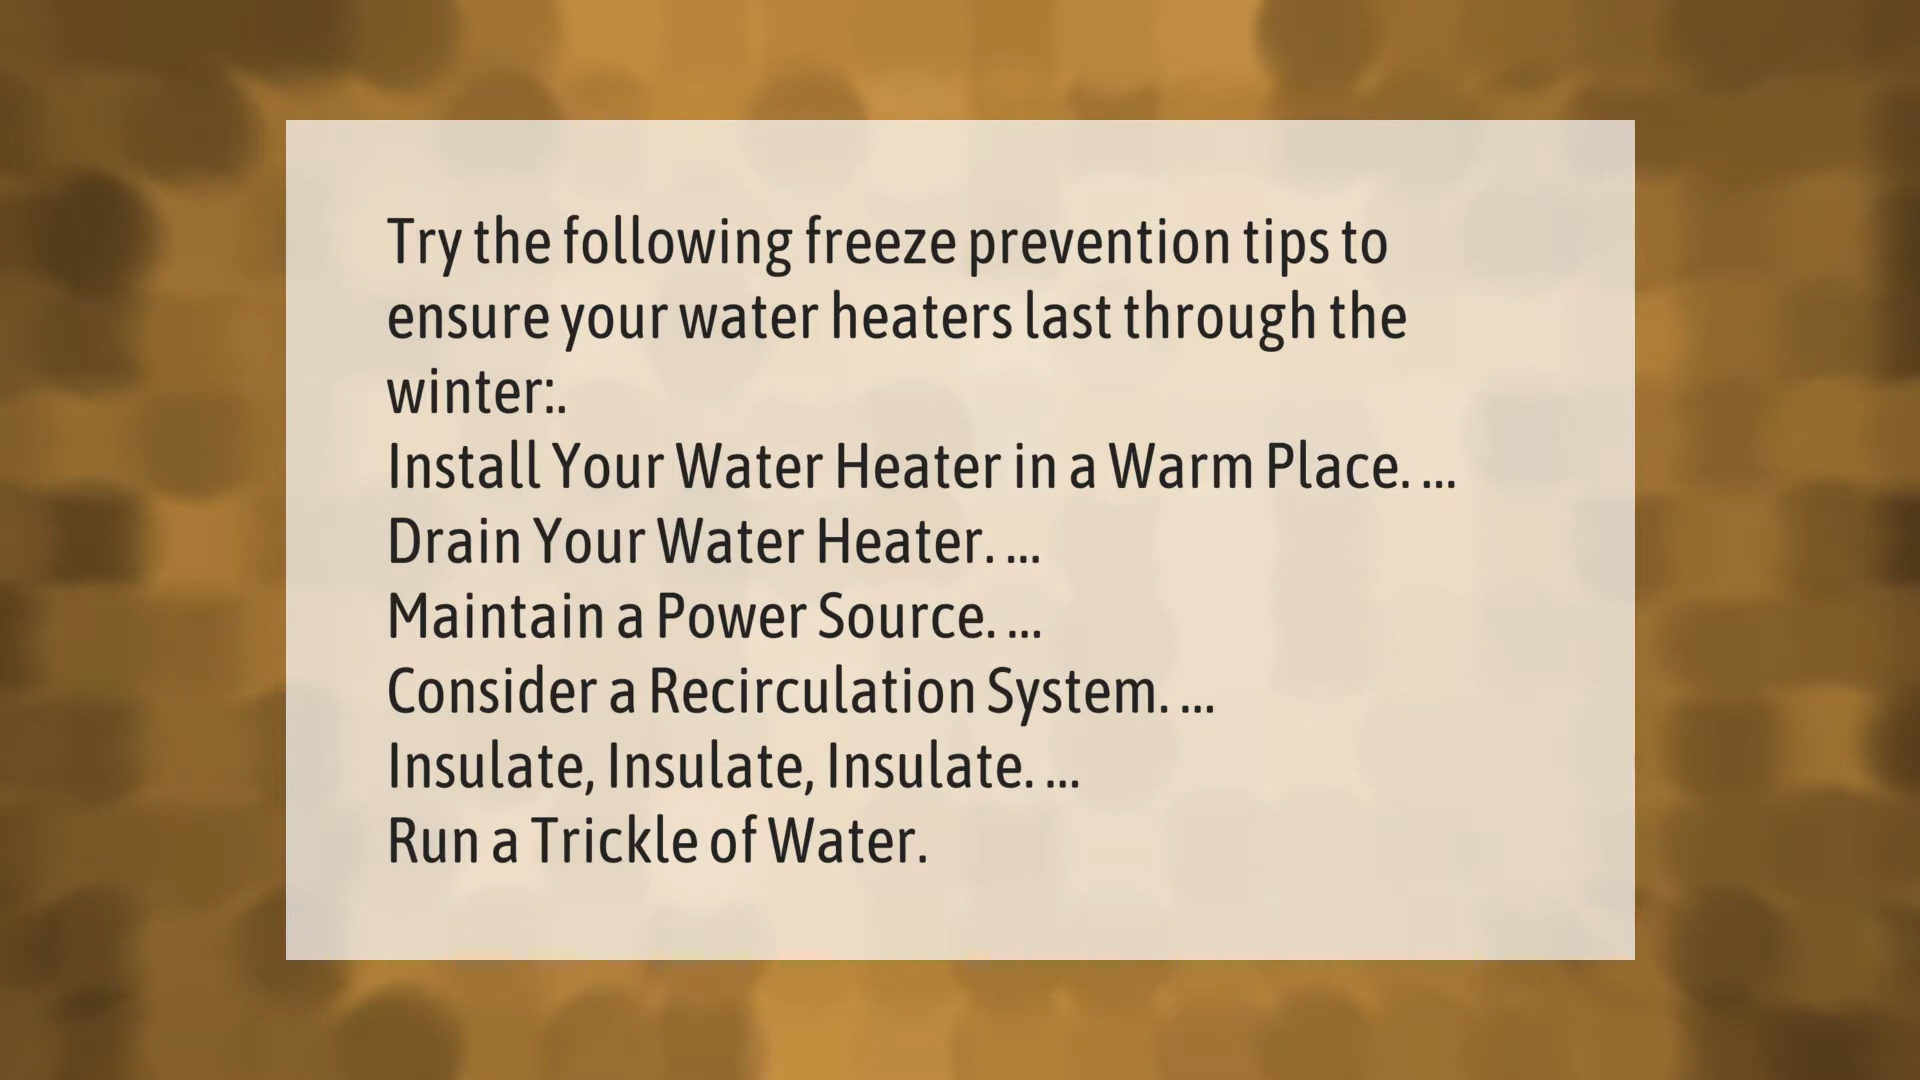 Try the following freeze prevention tips to
ensure your water heaters last through the
winter:.
Install Your Water Heater in a Warm Place. ...
Drain Your Water Heater. ...
Maintain a Power Source. ...
Consider a Recirculation System. ...
Insulate, Insulate, Insulate. ...
Run a Trickle of Water.